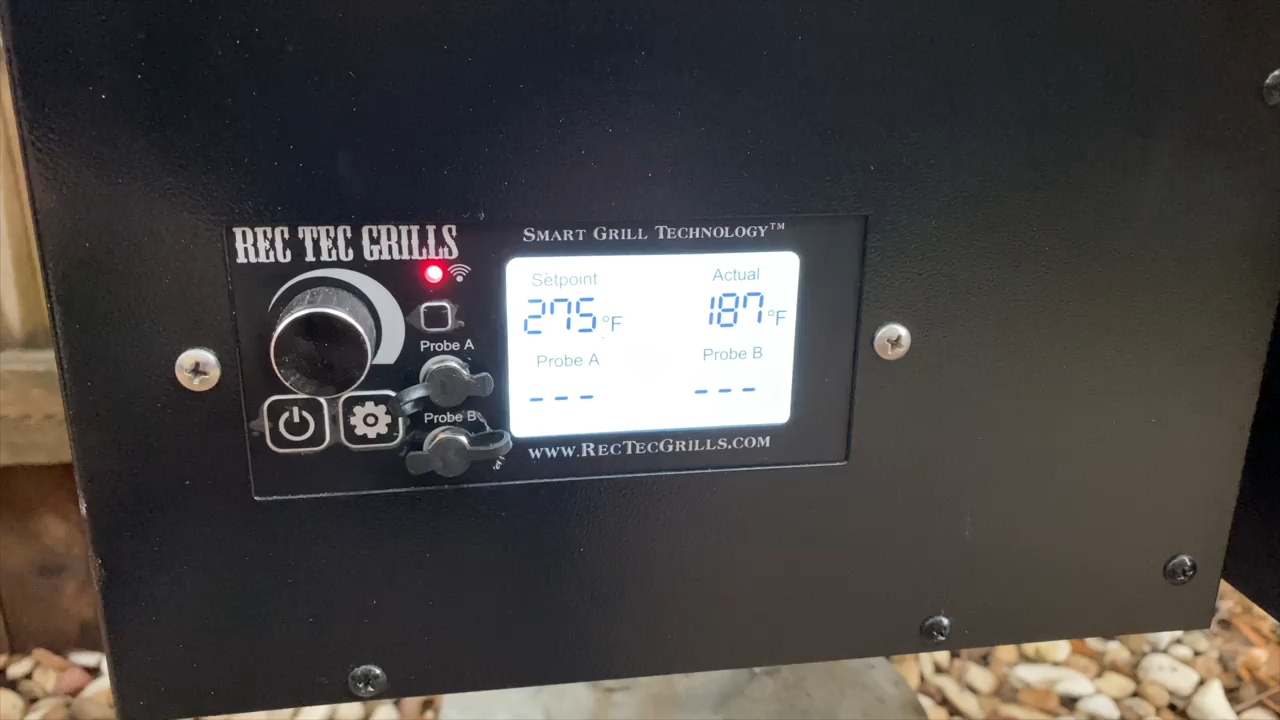 REC TEC GRILLS
SMART GRILL TECHNOLOGY™
Setpoint
Actual
275°F
187°F
Probe A
Probe B
Probe A
Probe B
---
---
WWW.RECTECGRILLS.COM